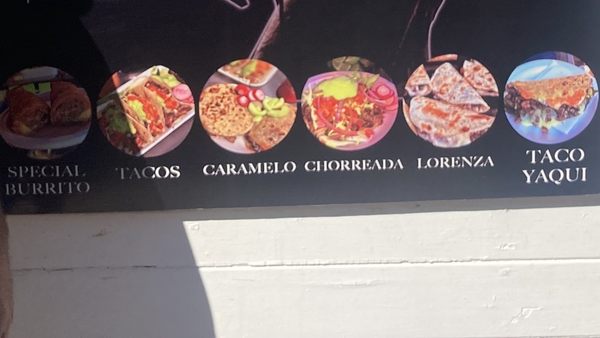 SPECIAL
BURRITO
TACOS
CARAMELO
CHORREADA
LORENZA
TACO
YAQUI